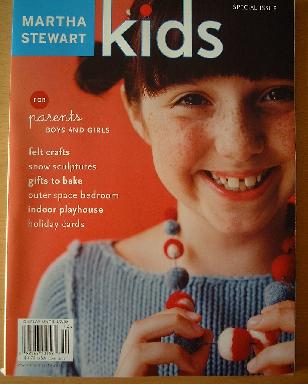 MARTHA
STEWART
kids
SPECIAL ISSUE
FOR
parents
BOYS AND GIRLS
felt crafts
snow sculptures
gifts to bake
outer space bedroom
indoor playhouse
holiday cards